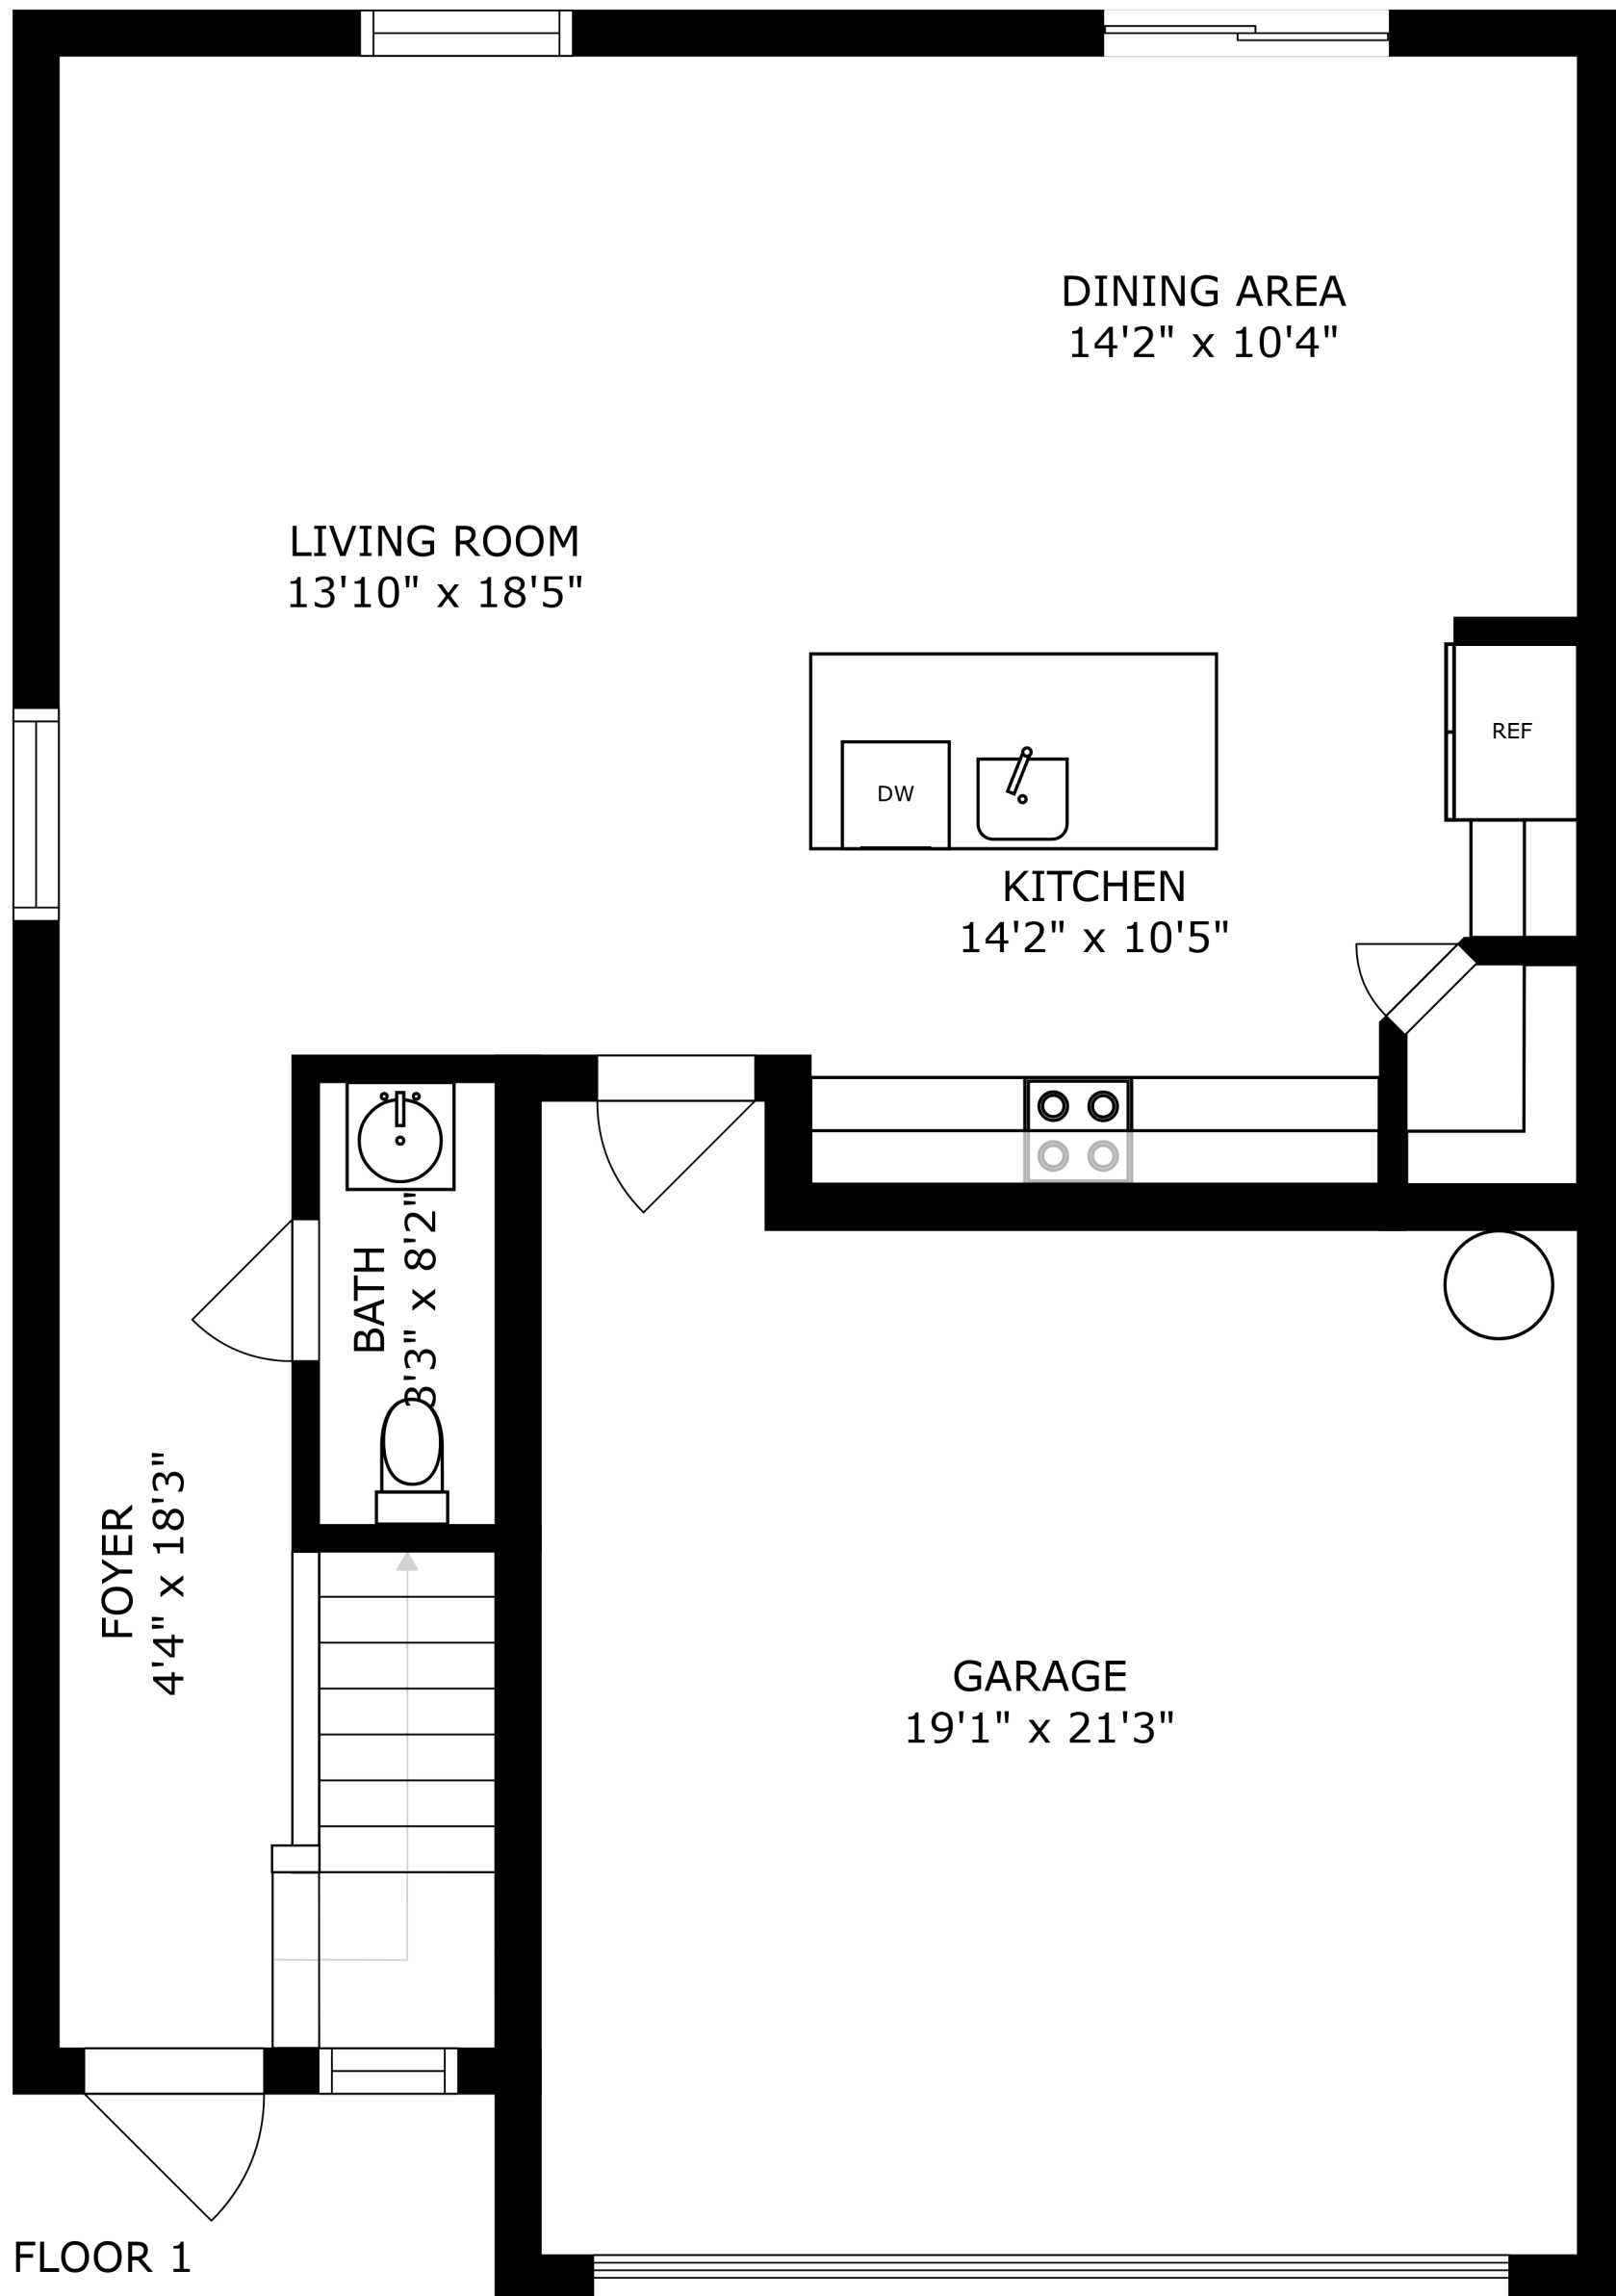 DINING AREA
14'2" x 10'4"
LIVING ROOM
13'10" x 18'5"
REF
DW
KITCHEN
14'2" x 10'5"
BATH
3'3" x 8'2"
FOYER
4'4" x 18'3"
GARAGE
19'1" x 21'3"
FLOOR 1